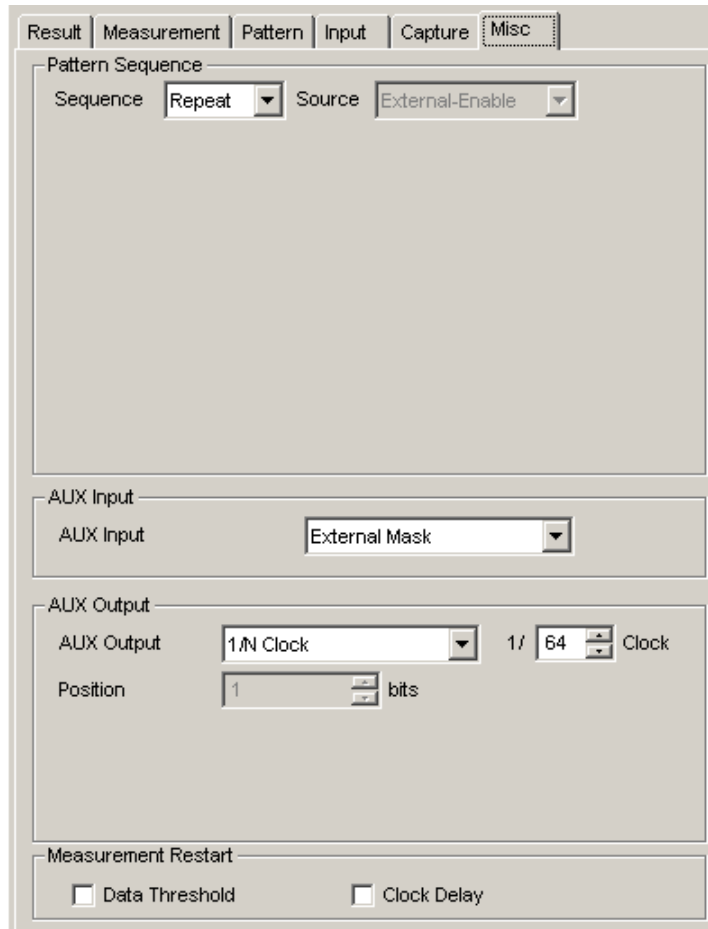 Result Measurement Pattern Input Capture Misc
Pattern Sequence
Sequence Repeat Source External-Enable
AUX Input
AUX Input External Mask
AUX Output
AUX Output 1/N Clock 1/ 64 Clock
Position 1 bits
Measurement Restart
Data Threshold Clock Delay